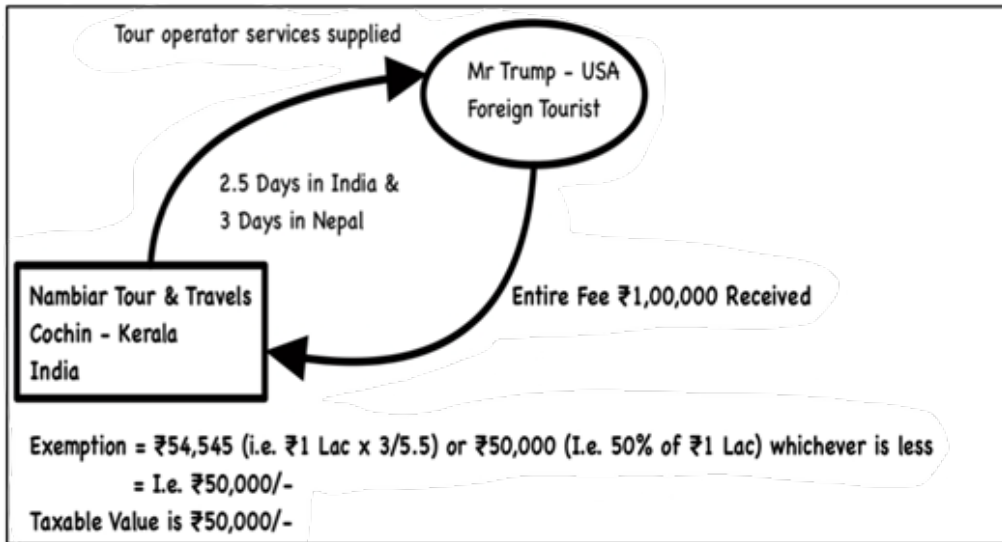 Tour operator services supplied
Mr Trump - USA
Foreign Tourist
2.5 Days in India &
3 Days in Nepal
Nambiar Tour & Travels
Cochin - Kerala
India
Entire Fee ₹1,00,000 Received
Exemption = ₹54,545 (i.e. ₹1 Lac x 3/5.5) or ₹50,000 (I.e. 50% of ₹1 Lac) whichever is less
= I.e. ₹50,000/-
Taxable Value is ₹50,000/-